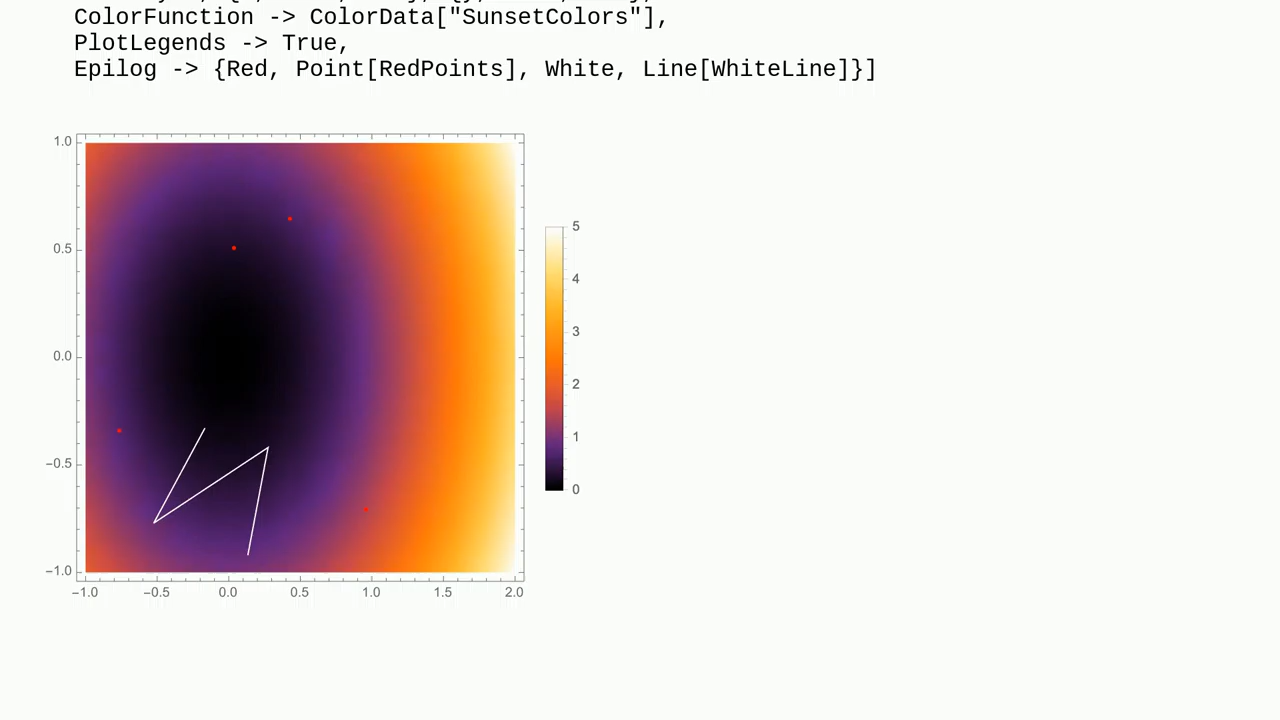 ColorFunction -> ColorData["SunsetColors"],
PlotLegends -> True,
Epilog -> {Red, Point[RedPoints], White, Line[WhiteLine]}]
1.0
0.5
0.0
−0.5
−1.0
−1.0 −0.5 0.0 0.5 1.0 1.5 2.0
5
4
3
2
1
0